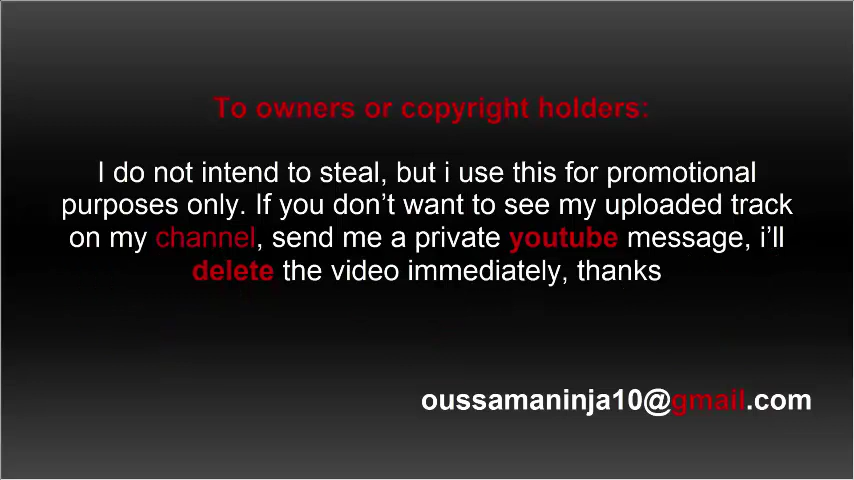 To owners or copyright holders:
I do not intend to steal, but i use this for promotional
purposes only. If you don’t want to see my uploaded track
on my channel, send me a private youtube message, i’ll
delete the video immediately, thanks
oussamaninja10@gmail.com